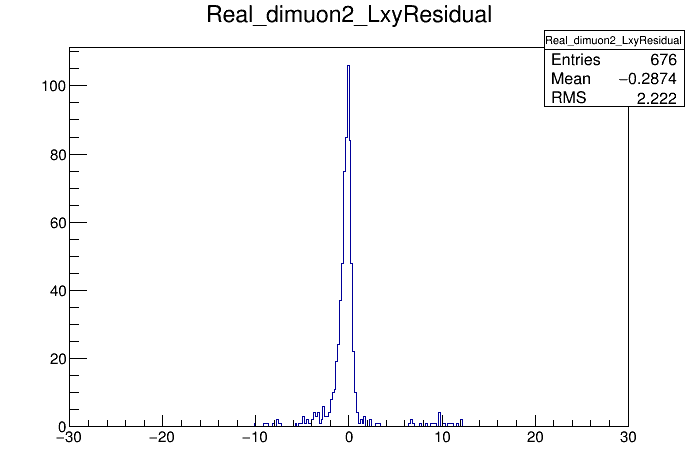 Real_dimuon2_LxyResidual
Real_dimuon2_LxyResidual
Entries 676
Mean −0.2874
RMS 2.222
100
80
60
40
20
0
−30 −20 −10 0 10 20 30